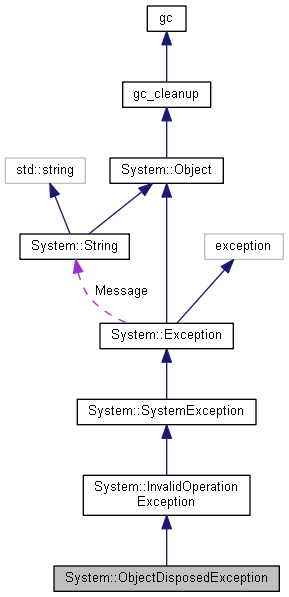 gc
gc_cleanup
std::string
System::Object
System::String
exception
Message
System::Exception
System::SystemException
System::InvalidOperation
Exception
System::ObjectDisposedException